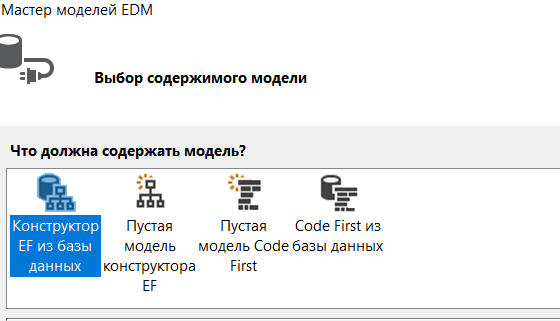 Мастер моделей EDM
Выбор содержимого модели
Что должна содержать модель?
Конструктор
EF из базы
данных
Пустая
модель
конструктора
EF
Пустая
модель Code
First
Code First из
базы данных